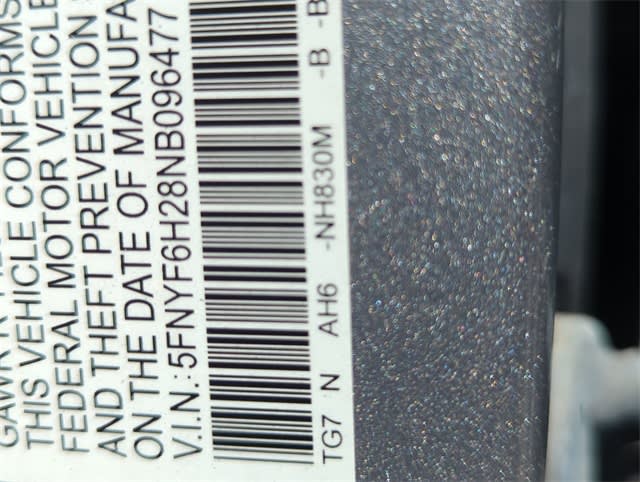 THIS VEHICLE CONFORMS
FEDERAL MOTOR VEHICLE
AND THEFT PREVENTION
ON THE DATE OF MANUFA
V.I.N.:5FNYF6H28NB096477
TG7 N AH6 -NH830M -B -B